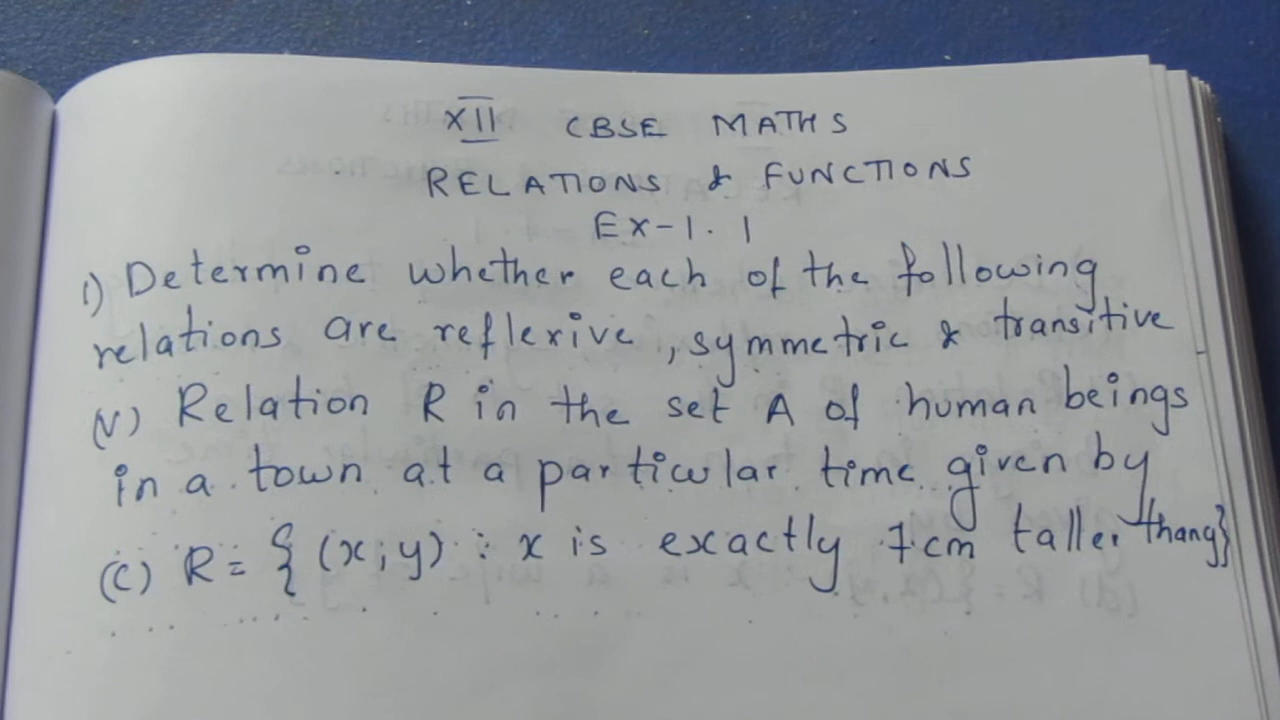 XII CBSE MATHS
RELATIONS & FUNCTIONS
Ex-1.1
1) Determine whether each of the following
relations are reflexive, symmetric & transitive
(V) Relation R in the set A of human beings
in a town at a particular time given by
(C) R = { (x,y) : x is exactly 7cm taller than y}